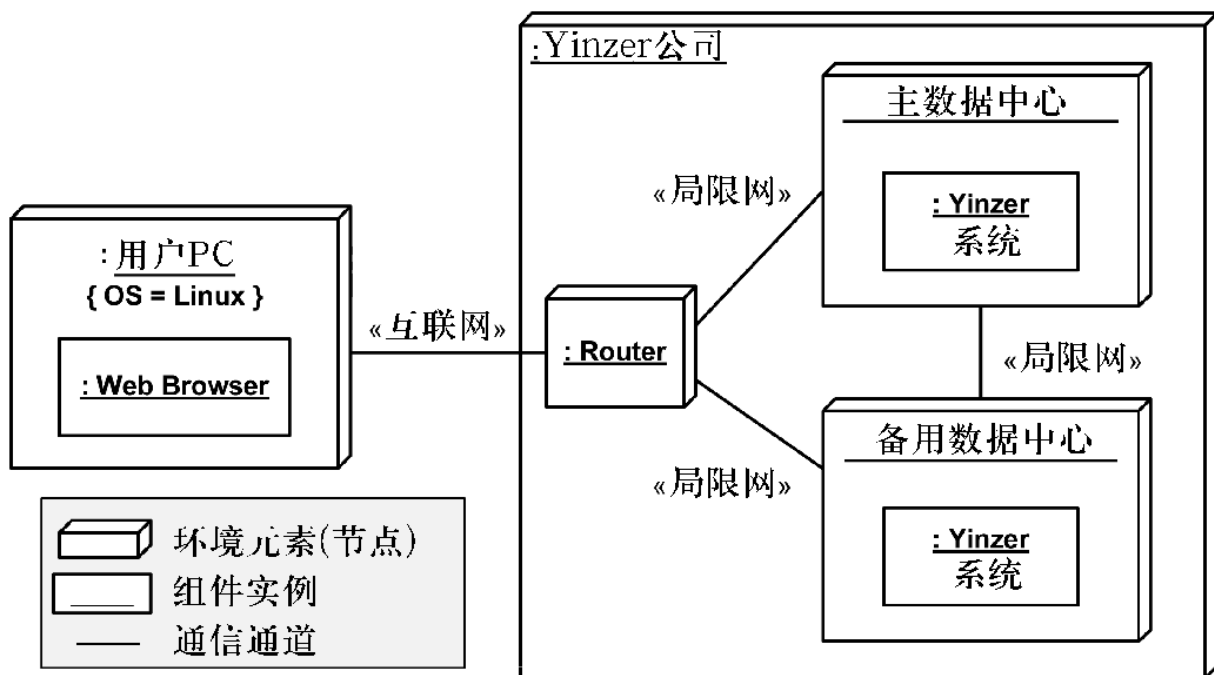 :Yinzer公司
主数据中心
: Yinzer
系统
«局限网»
:用户PC
{ OS = Linux }
: Web Browser
«互联网»
: Router
«局限网»
«局限网»
备用数据中心
: Yinzer
系统
环境元素(节点)
组件实例
通信通道